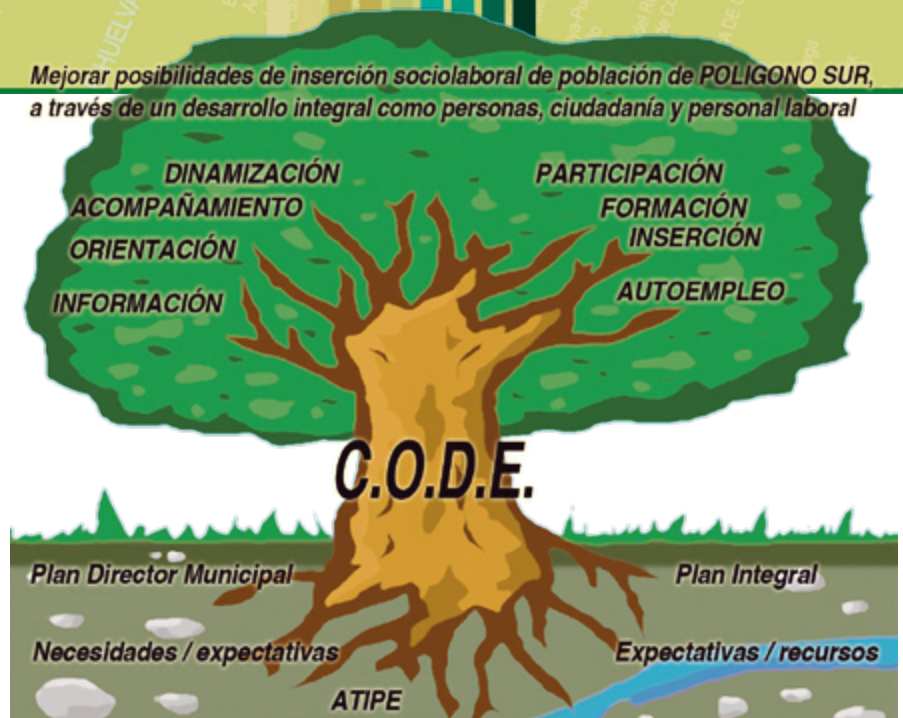 HUELVA
Mejorar posibilidades de inserción sociolaboral de población de POLIGONO SUR,
a través de un desarrollo integral como personas, ciudadanía y personal laboral
DINAMIZACIÓN
PARTICIPACIÓN
ACOMPAÑAMIENTO
FORMACIÓN
ORIENTACIÓN
INSERCIÓN
INFORMACIÓN
AUTOEMPLEO
C.O.D.E.
Plan Director Municipal
Plan Integral
Necesidades / expectativas
Expectativas / recursos
ATIPE